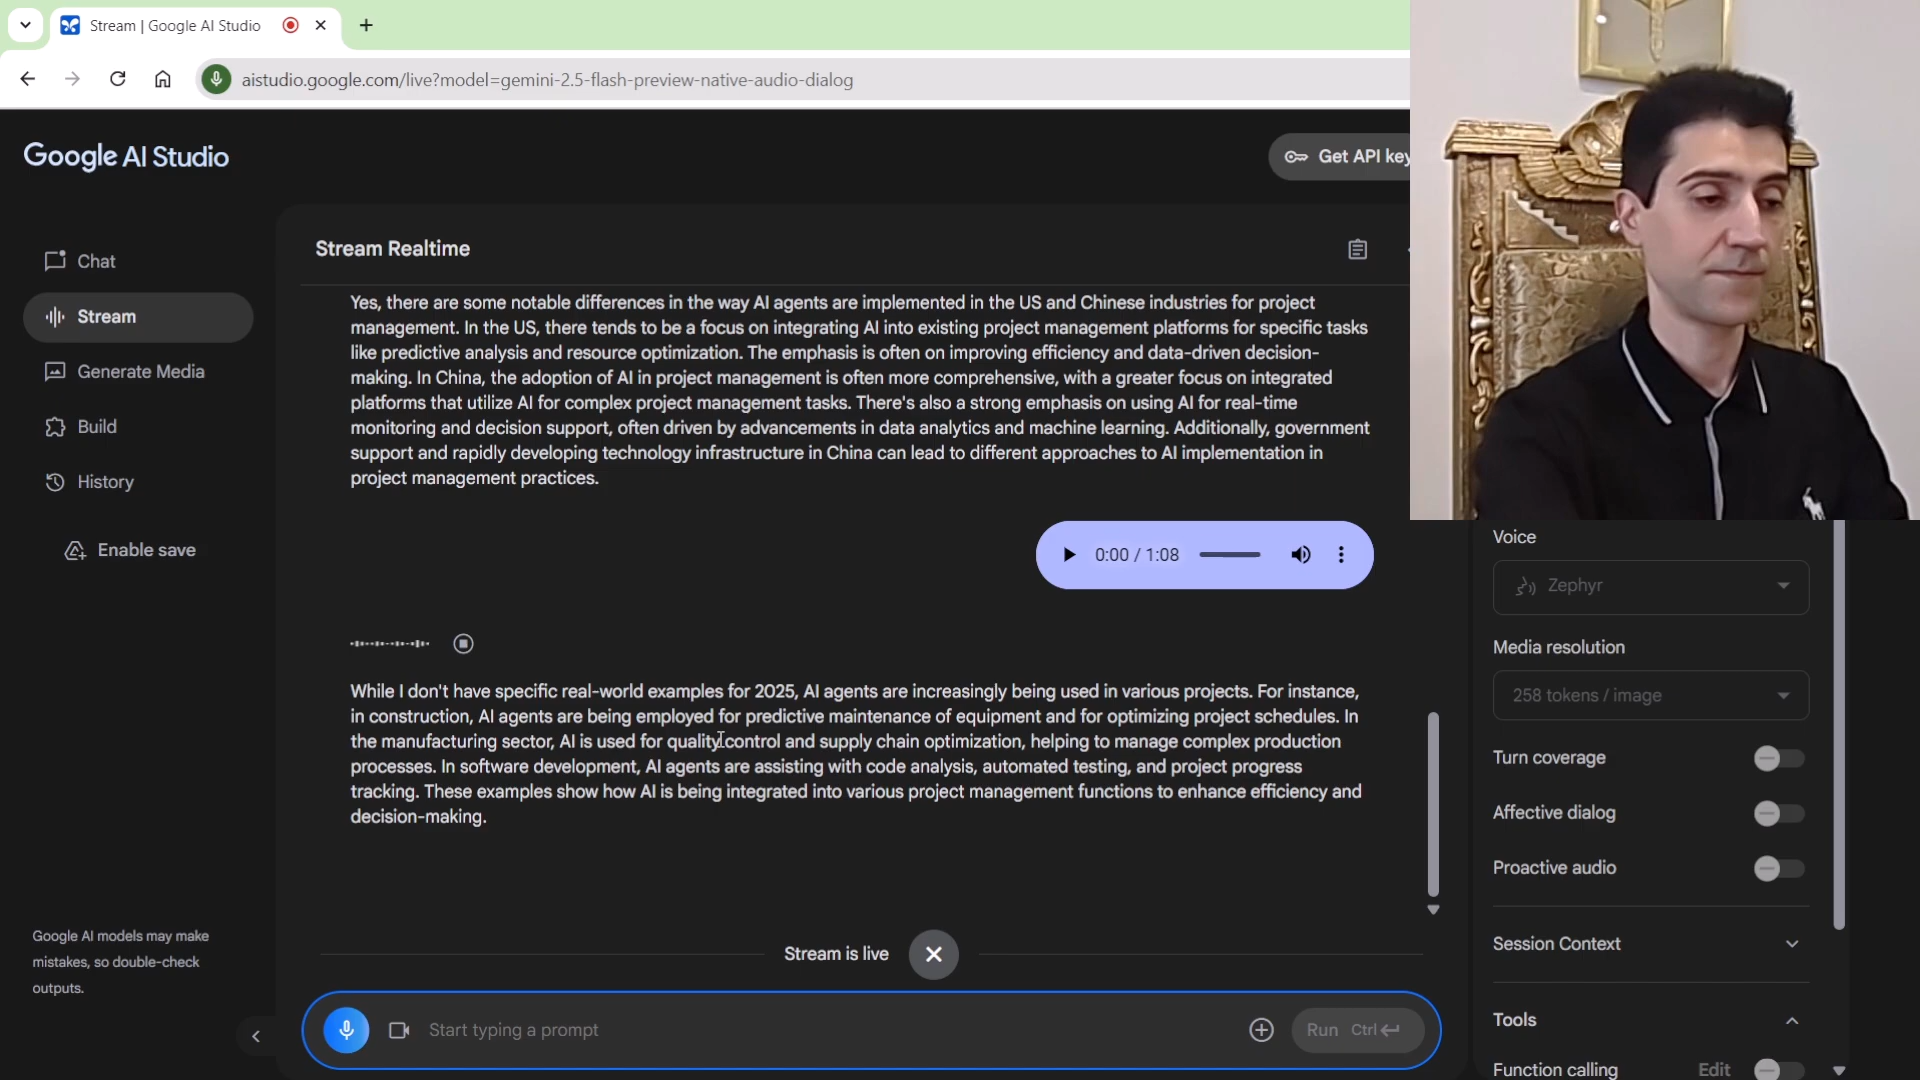 Stream | Google AI Studio
aistudio.google.com/live?model=gemini-2.5-flash-preview-native-audio-dialog
Google AI Studio
Get API key
Chat
Stream
Generate Media
Build
History
Enable save
Google AI models may make
mistakes, so double-check
outputs.
Stream Realtime
Yes, there are some notable differences in the way AI agents are implemented in the US and Chinese industries for project
management. In the US, there tends to be a focus on integrating AI into existing project management platforms for specific tasks
like predictive analysis and resource optimization. The emphasis is often on improving efficiency and data-driven decision-
making. In China, the adoption of AI in project management is often more comprehensive, with a greater focus on integrated
platforms that utilize AI for complex project management tasks. There's also a strong emphasis on using AI for real-time
monitoring and decision support, often driven by advancements in data analytics and machine learning. Additionally, government
support and rapidly developing technology infrastructure in China can lead to different approaches to AI implementation in
project management practices.
0:00 / 1:08
While I don't have specific real-world examples for 2025, AI agents are increasingly being used in various projects. For instance,
in construction, AI agents are being employed for predictive maintenance of equipment and for optimizing project schedules. In
the manufacturing sector, AI is used for quality control and supply chain optimization, helping to manage complex production
processes. In software development, AI agents are assisting with code analysis, automated testing, and project progress
tracking. These examples show how AI is being integrated into various project management functions to enhance efficiency and
decision-making.
Stream is live
Start typing a prompt
Run Ctrl
Voice
Zephyr
Media resolution
258 tokens / image
Turn coverage
Affective dialog
Proactive audio
Session Context
Tools
Function calling
Edit